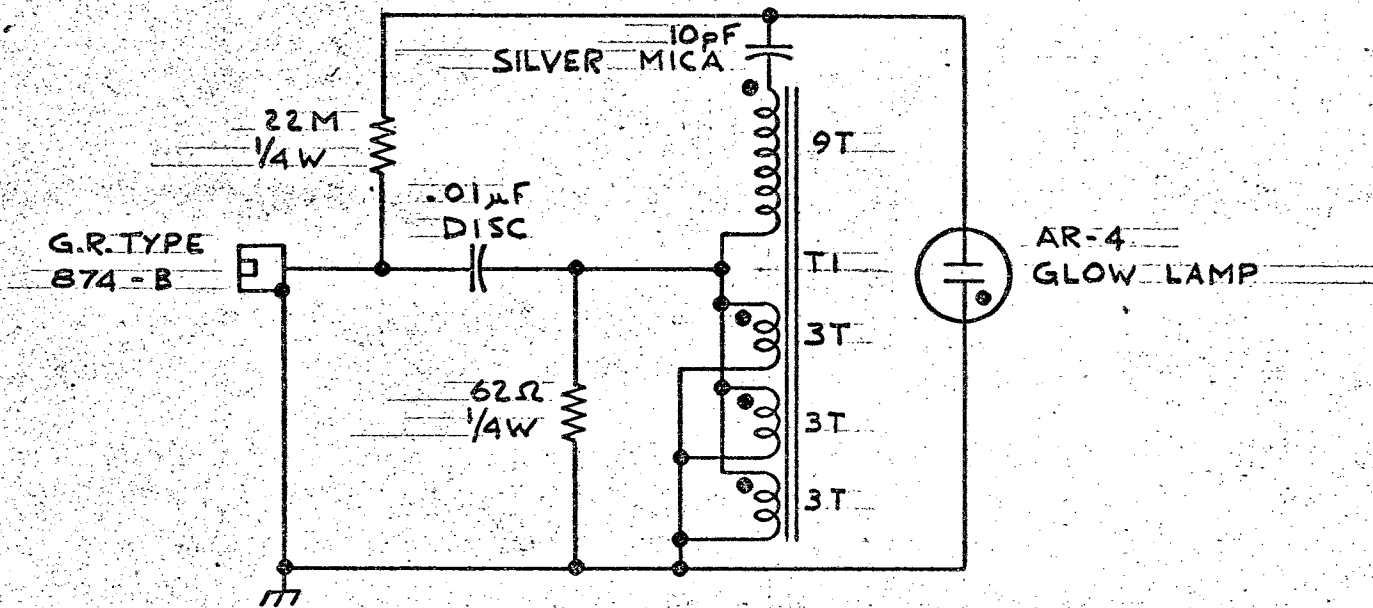 10pF
SILVER MICA
22M
1/4 W
9T
.01μF
DISC
G.R. TYPE
874-B
T1
AR-4
GLOW LAMP
3T
62Ω
1/4W
3T
3T